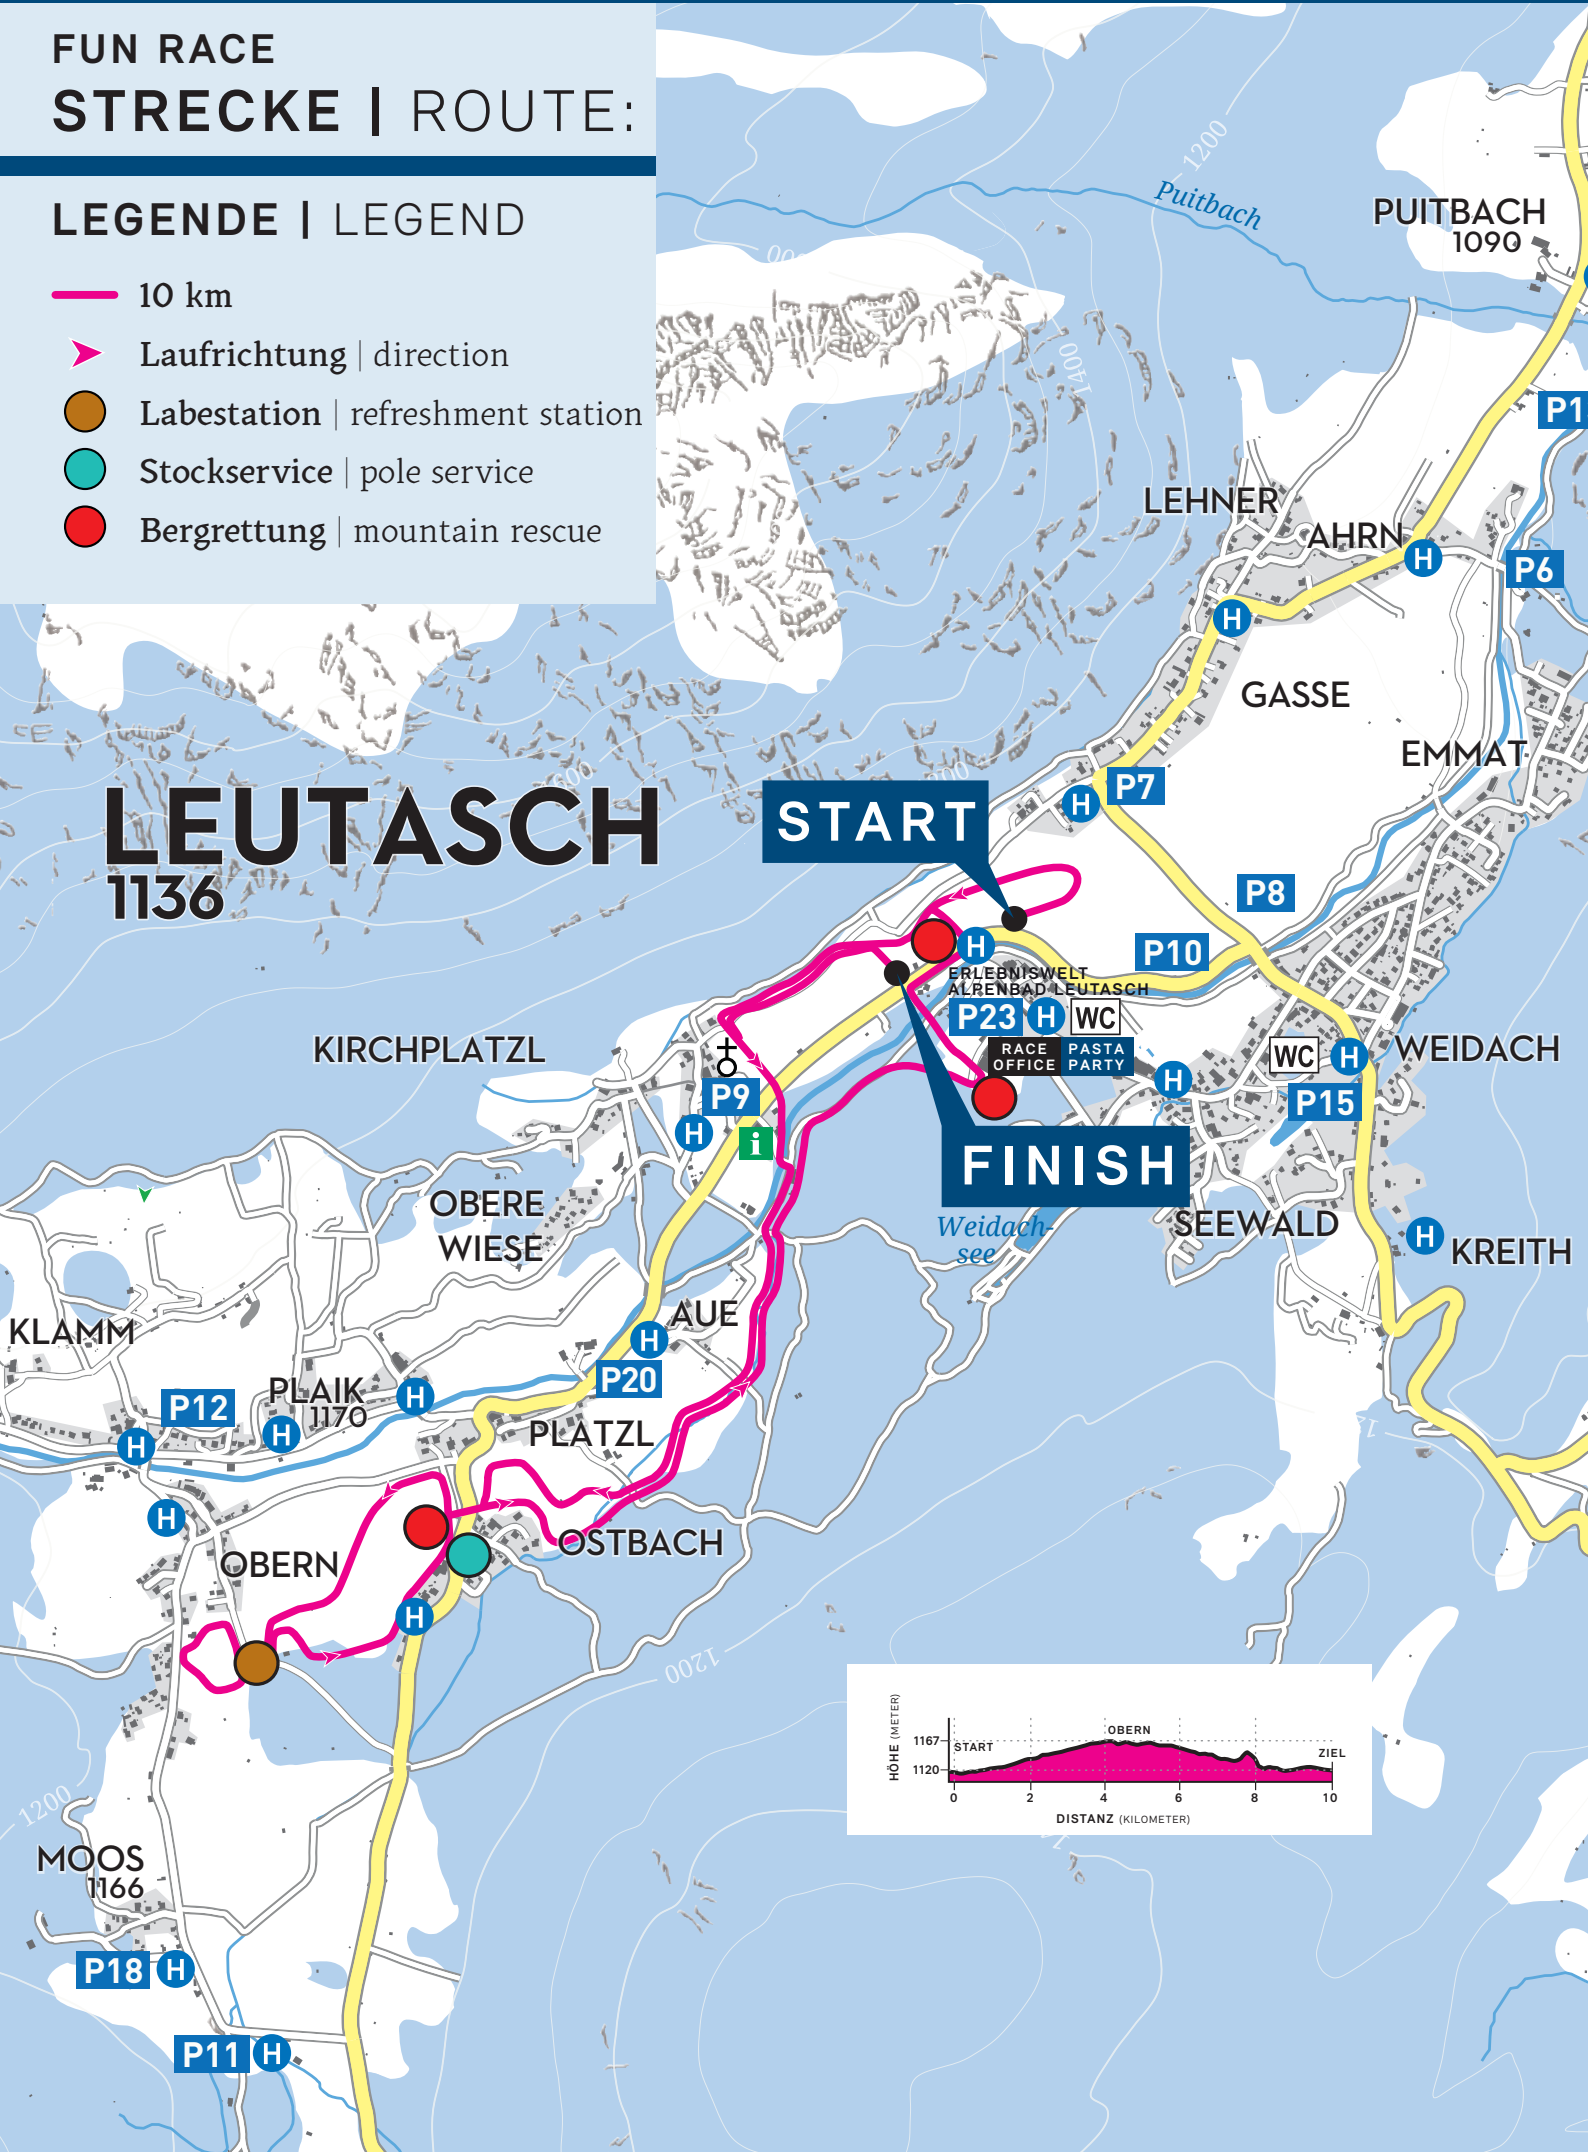 FUN RACE
STRECKE | ROUTE:
LEGENDE | LEGEND
10 km
Laufrichtung | direction
Labestation | refreshment station
Stockservice | pole service
Bergrettung | mountain rescue
1200
Puitbach
PUITBACH
1090
1400
P1
LEHNER
AHRN
H
P6
H
GASSE
EMMAT
LEUTASCH
1136
START
P7
H
P8
H
P10
ERLEBNISWELT
ALPENBAD LEUTASCH
P23 H WC
RACE OFFICE
PASTA PARTY
KIRCHPLATZL
WC H WEIDACH
H
P15
P9
H
i
FINISH
OBERE
WIESE
Weidach-
see
SEEWALD
H KREITH
KLAMM
AUE
H
P20
PLAIK
1170
H
P12
H
H
PLATZL
H
OSTBACH
OBERN
H
1200
HÖHE (METER)
1167
1120
START
OBERN
ZIEL
0 2 4 6 8 10
DISTANZ (KILOMETER)
1200
MOOS
1166
P18 H
P11 H